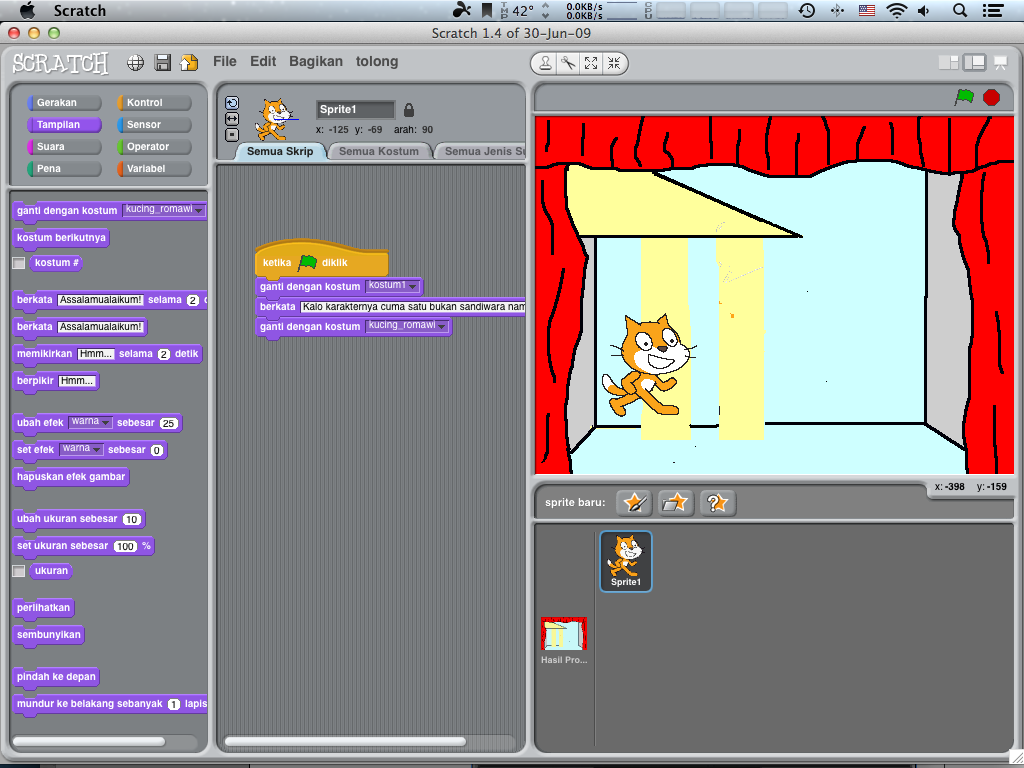 Scratch
42°
0.0KB/s
0.0KB/s
Scratch 1.4 of 30-Jun-09
SCRATCH
File Edit Bagikan tolong
Gerakan Kontrol
Tampilan Sensor
Suara Operator
Pena Variabel
Sprite1
x: -125 y: -69 arah: 90
Semua Skrip Semua Kostum Semua Jenis Su
ganti dengan kostum kucing_romawi
kostum berikutnya
kostum #
berkata Assalamualaikum! selama 2
berkata Assalamualaikum!
memikirkan Hmm... selama 2 detik
berpikir Hmm...
ubah efek warna sebesar 25
set efek warna sebesar 0
hapuskan efek gambar
ubah ukuran sebesar 10
set ukuran sebesar 100 %
ukuran
perlihatkan
sembunyikan
pindah ke depan
mundur ke belakang sebanyak 1 lapis
ketika diklik
ganti dengan kostum kostum1
berkata Kalo karakternya cuma satu bukan sandiwara nam
ganti dengan kostum kucing_romawi
x: -398 y: -159
sprite baru:
Sprite1
Hasil Pro...